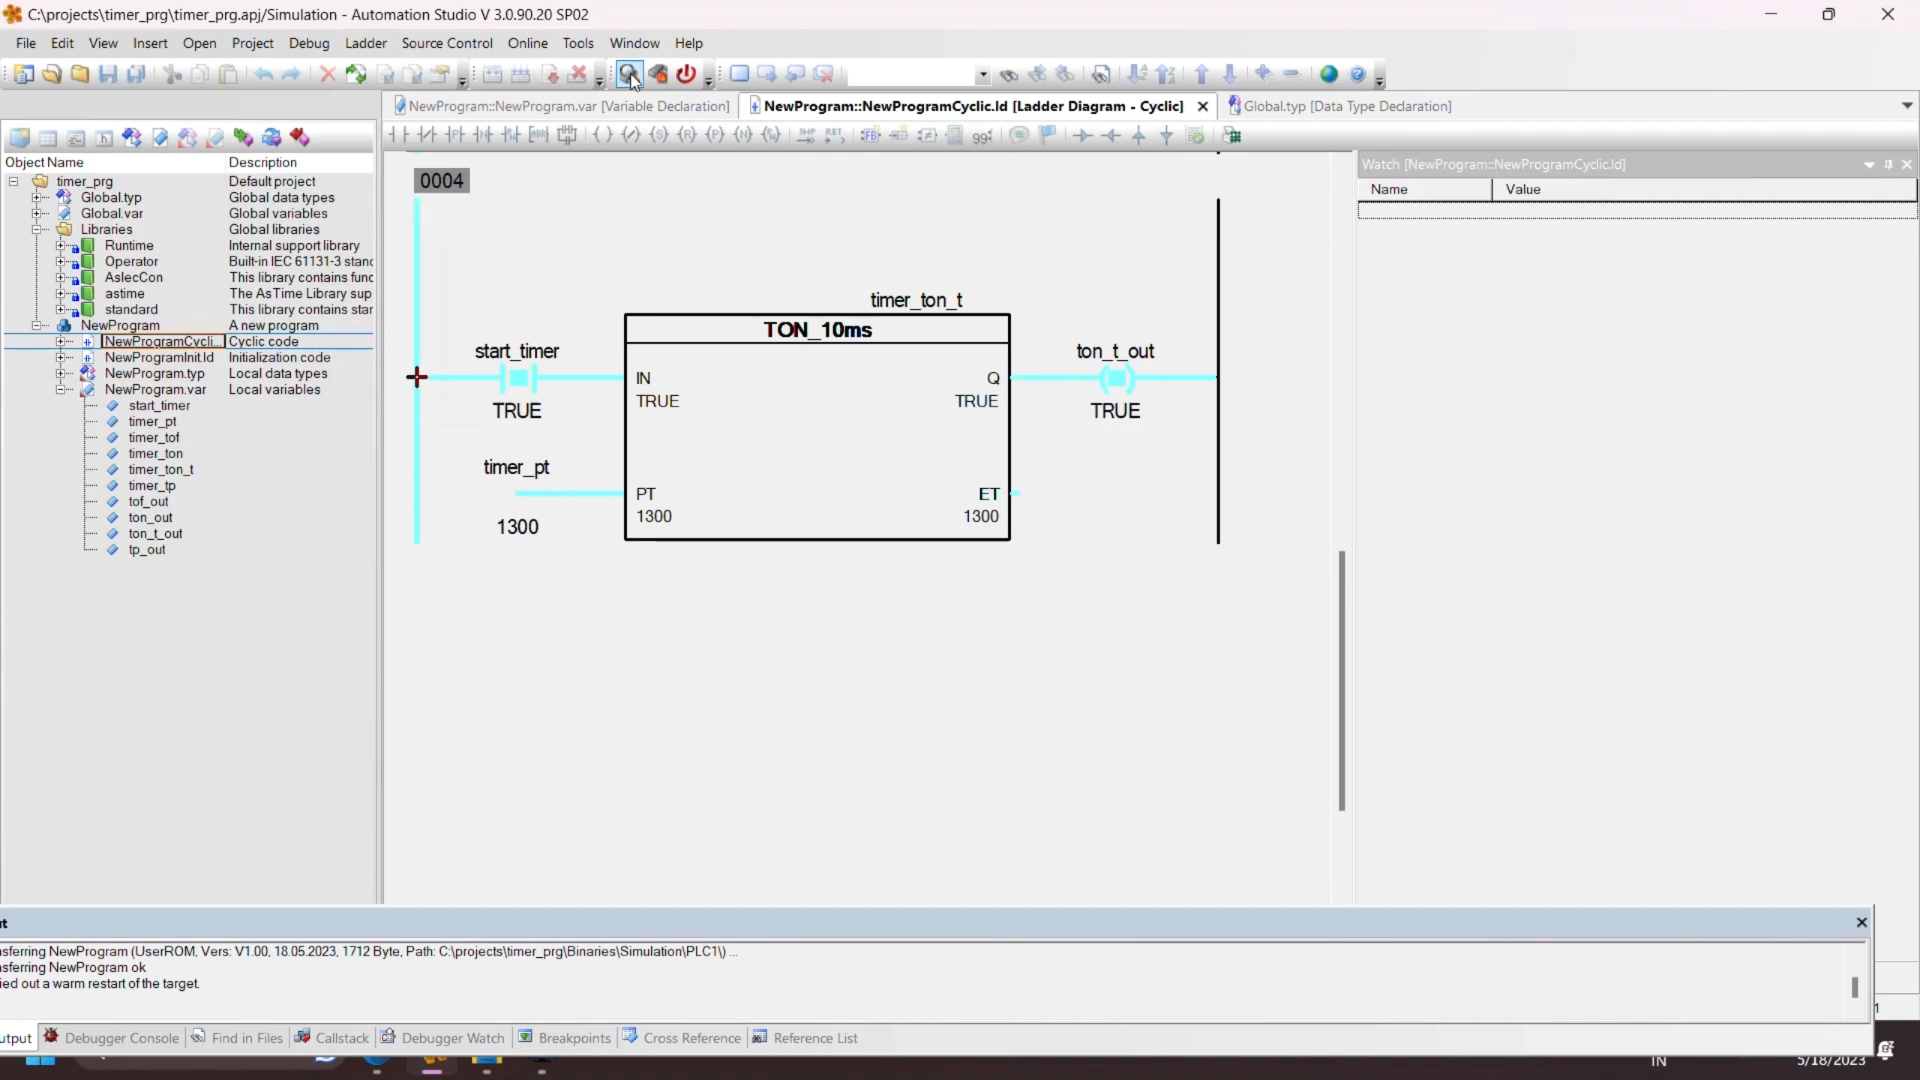 C:\projects\timer_prg\timer_prg.apj/Simulation - Automation Studio V 3.0.90.20 SP02
File Edit View Insert Open Project Debug Ladder Source Control Online Tools Window Help
NewProgram::NewProgram.var [Variable Declaration] NewProgram::NewProgramCyclic.ld [Ladder Diagram - Cyclic] Global.typ [Data Type Declaration]
Object Name Description
timer_prg Default project
Global.typ Global data types
Global.var Global variables
Libraries Global libraries
Runtime Internal support library
Operator Built-in IEC 61131-3 stanc
AsIecCon This library contains func
astime The AsTime Library sup
standard This library contains star
NewProgram A new program
NewProgramCycli... Cyclic code
NewProgramInit.ld Initialization code
NewProgram.typ Local data types
NewProgram.var Local variables
start_timer
timer_pt
timer_tof
timer_ton
timer_ton_t
timer_tp
tof_out
ton_out
ton_t_out
tp_out
0004
timer_ton_t
TON_10ms
start_timer
ton_t_out
IN Q
TRUE TRUE TRUE TRUE
timer_pt
PT ET
1300 1300 1300
Watch [NewProgram::NewProgramCyclic.ld]
Name Value
ut
nsferring NewProgram (UserROM, Vers: V1.00, 18.05.2023, 1712 Byte, Path: C:\projects\timer_prg\Binaries\Simulation\PLC1\) ...
nsferring NewProgram ok
ied out a warm restart of the target.
utput Debugger Console Find in Files Callstack Debugger Watch Breakpoints Cross Reference Reference List
IN 5/18/2023